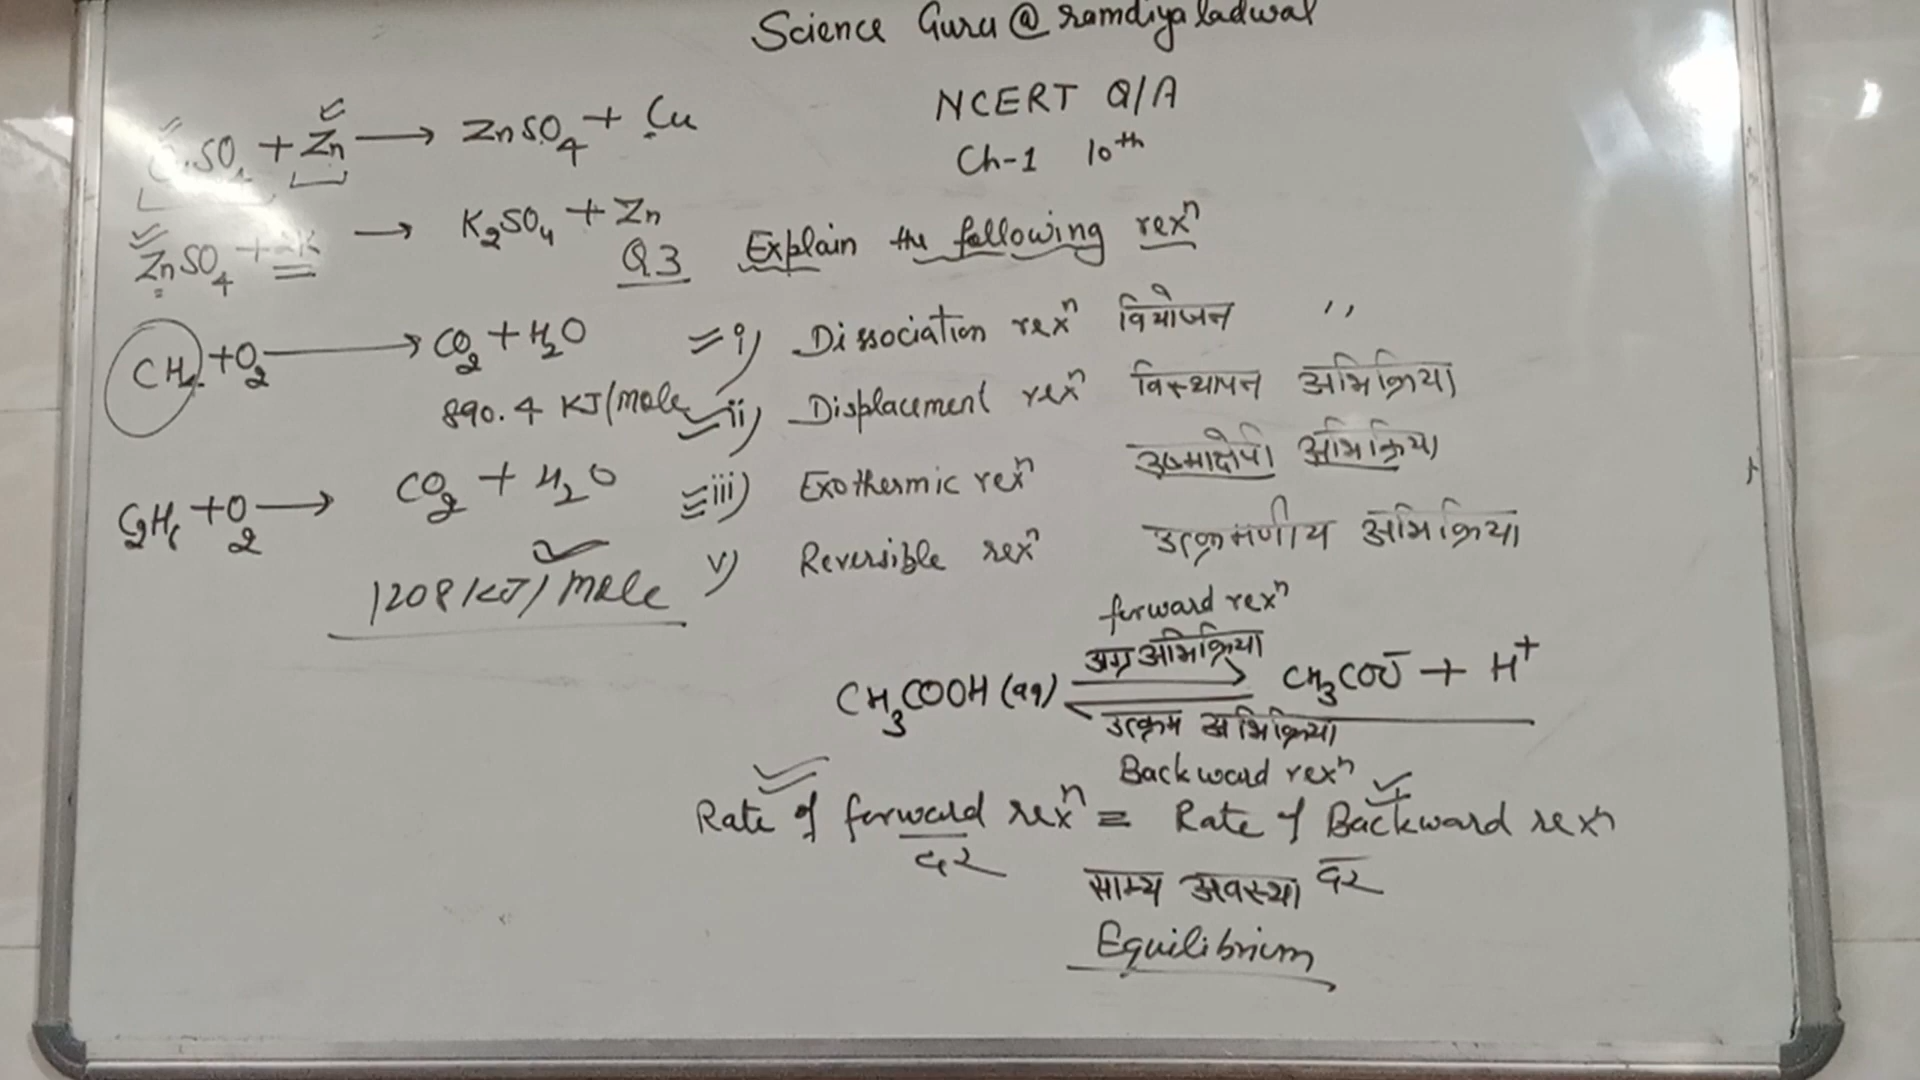 Science Guru @ramdiya ladwal
NCERT Q/A
Ch-1 10th
SO + Zn → ZnSO4 + Cu
ZnSO4 + K → K2SO4 + Zn
Q.3 Explain the following rexn
CH4 + O2 → CO2 + H2O
890.4 KJ/mole
i) Dissociation rexn वियोजन ,,
ii) Displacement rexn विस्थापन अभिक्रिया
C2H6 + O2 → CO2 + H2O
iii) Exothermic rexn उष्माक्षेपी अभिक्रिया
1208 KJ/mole
v) Reversible rexn उत्क्रमणीय अभिक्रिया
forward rexn
अग्र अभिक्रिया
CH3COOH (aq) ⇌ CH3COO- + H+
उत्क्रम अभिक्रिया
Backward rexn
Rate of forward rexn = Rate of Backward rexn
दर दर
साम्य अवस्था
Equilibrium